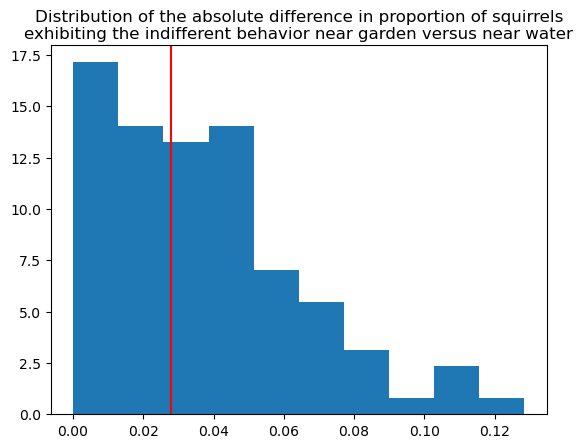 Distribution of the absolute difference in proportion of squirrels
exhibiting the indifferent behavior near garden versus near water
17.5
15.0
12.5
10.0
7.5
5.0
2.5
0.0
0.00 0.02 0.04 0.06 0.08 0.10 0.12